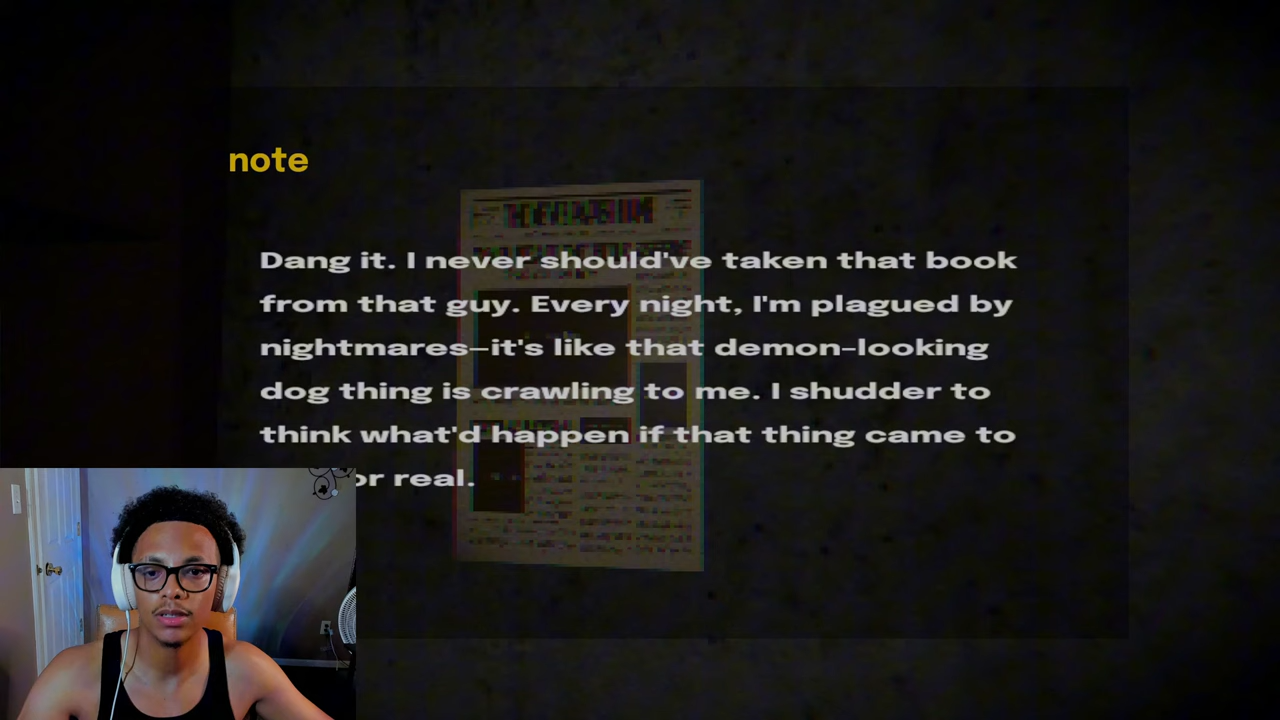 note
Dang it. I never should've taken that book
from that guy. Every night, I'm plagued by
nightmares—it's like that demon-looking
dog thing is crawling to me. I shudder to
think what'd happen if that thing came to
real.